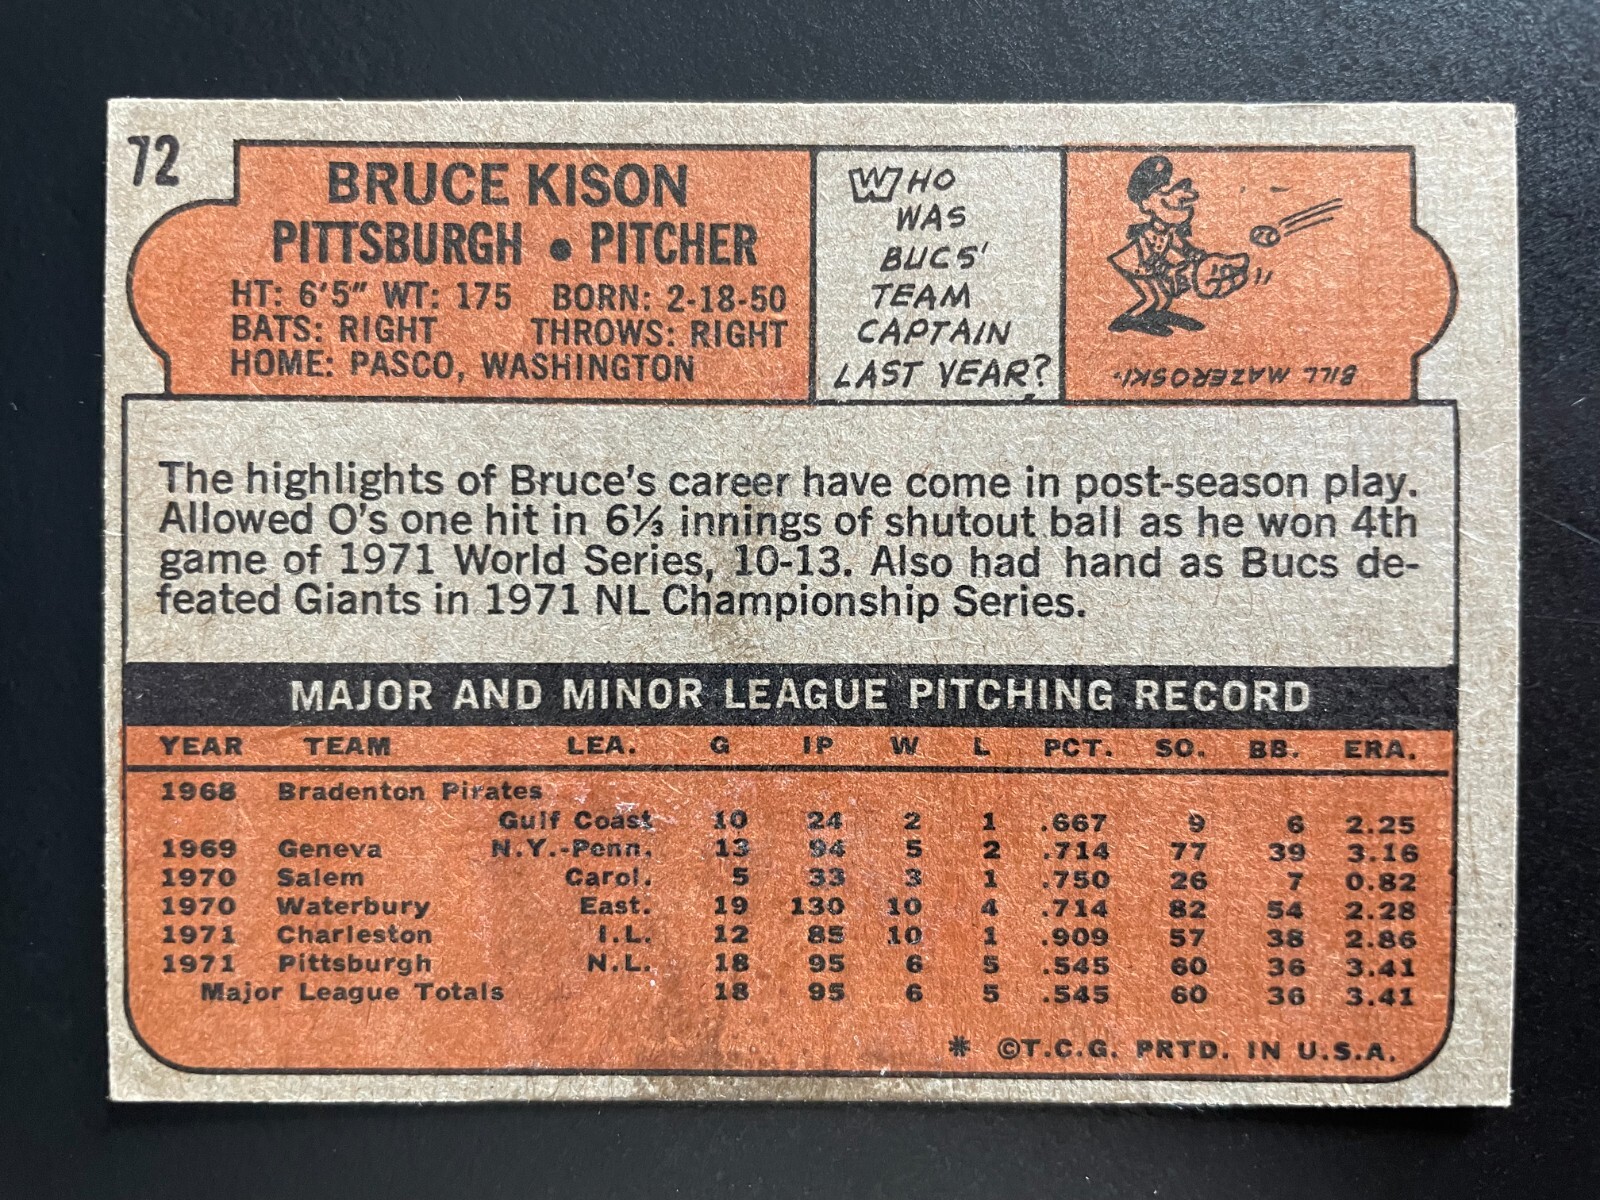 72
BRUCE KISON
PITTSBURGH • PITCHER
HT: 6'5" WT: 175 BORN: 2-18-50
BATS: RIGHT THROWS: RIGHT
HOME: PASCO, WASHINGTON
WHO
WAS
BUCS'
TEAM
CAPTAIN
LAST YEAR?
BILL MAZEROSKI.
The highlights of Bruce's career have come in post-season play.
Allowed O's one hit in 6⅓ innings of shutout ball as he won 4th
game of 1971 World Series, 10-13. Also had hand as Bucs de-
feated Giants in 1971 NL Championship Series.
MAJOR AND MINOR LEAGUE PITCHING RECORD
YEAR TEAM LEA. G IP W L PCT. SO. BB. ERA.
1968 Bradenton Pirates
Gulf Coast 10 24 2 1 .667 9 6 2.25
1969 Geneva N.Y.-Penn. 13 94 5 2 .714 77 39 3.16
1970 Salem Carol. 5 33 3 1 .750 26 7 0.82
1970 Waterbury East. 19 130 10 4 .714 82 54 2.28
1971 Charleston I.L. 12 85 10 1 .909 57 38 2.86
1971 Pittsburgh N.L. 18 95 6 5 .545 60 36 3.41
Major League Totals 18 95 6 5 .545 60 36 3.41
* ©T.C.G. PRTD. IN U.S.A.